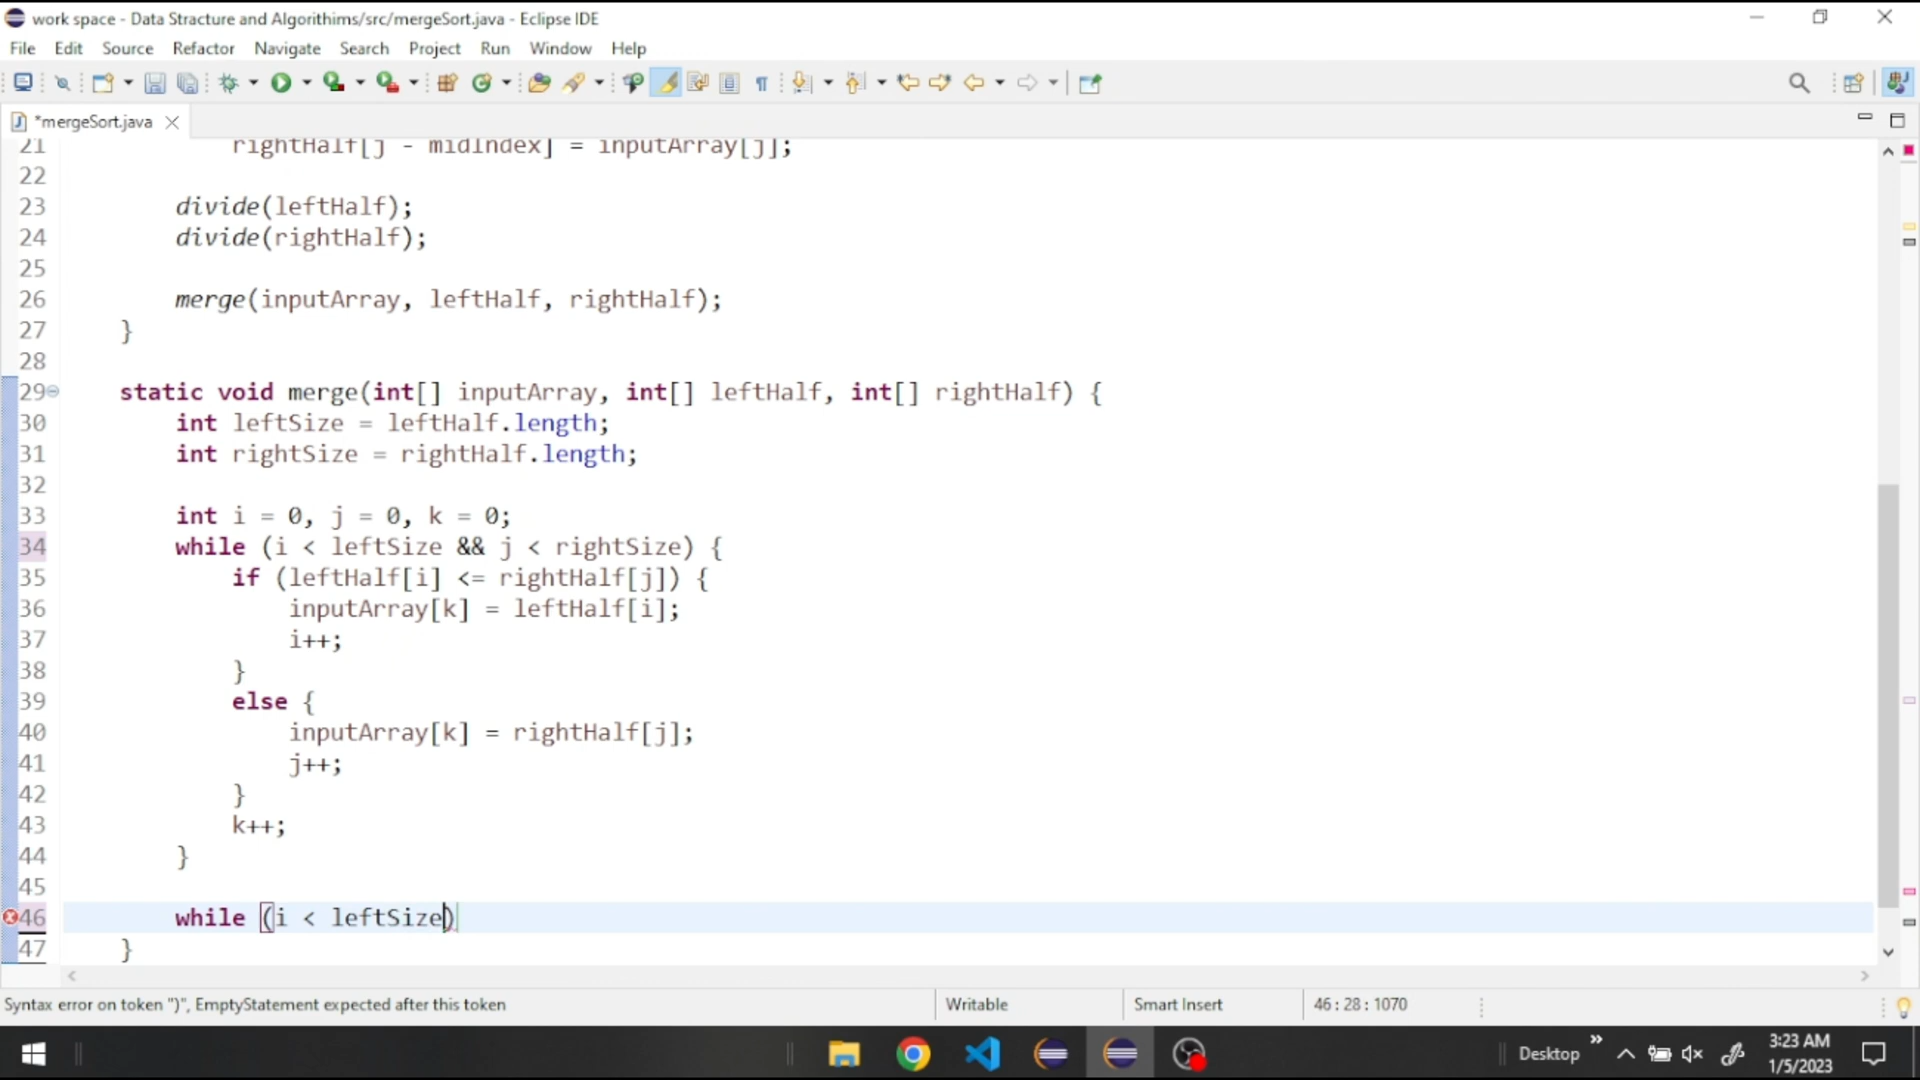 work space - Data Stracture and Algorithims/src/mergeSort.java - Eclipse IDE
File Edit Source Refactor Navigate Search Project Run Window Help
*mergeSort.java
21 rightHalf[j - midIndex] = inputArray[j];
22
23 divide(leftHalf);
24 divide(rightHalf);
25
26 merge(inputArray, leftHalf, rightHalf);
27 }
28
29 static void merge(int[] inputArray, int[] leftHalf, int[] rightHalf) {
30 int leftSize = leftHalf.length;
31 int rightSize = rightHalf.length;
32
33 int i = 0, j = 0, k = 0;
34 while (i < leftSize && j < rightSize) {
35 if (leftHalf[i] <= rightHalf[j]) {
36 inputArray[k] = leftHalf[i];
37 i++;
38 }
39 else {
40 inputArray[k] = rightHalf[j];
41 j++;
42 }
43 k++;
44 }
45
46 while (i < leftSize)
47 }
Syntax error on token ")", EmptyStatement expected after this token Writable Smart Insert 46 : 28 : 1070
Desktop 3:23 AM
1/5/2023